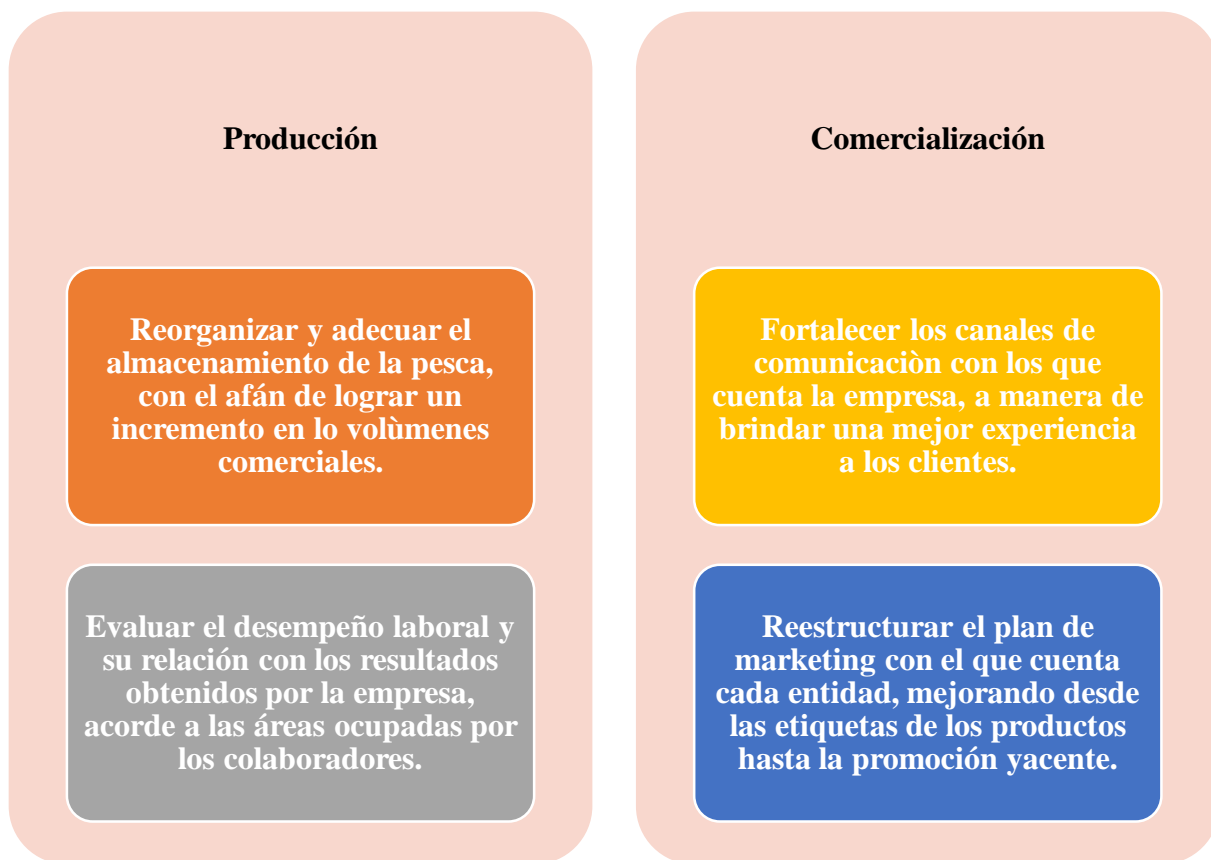 Producción
Reorganizar y adecuar el
almacenamiento de la pesca,
con el afán de lograr un
incremento en lo volùmenes
comerciales.
Evaluar el desempeño laboral y
su relación con los resultados
obtenidos por la empresa,
acorde a las áreas ocupadas por
los colaboradores.
Comercialización
Fortalecer los canales de
comunicaciòn con los que
cuenta la empresa, a manera de
brindar una mejor experiencia
a los clientes.
Reestructurar el plan de
marketing con el que cuenta
cada entidad, mejorando desde
las etiquetas de los productos
hasta la promoción yacente.